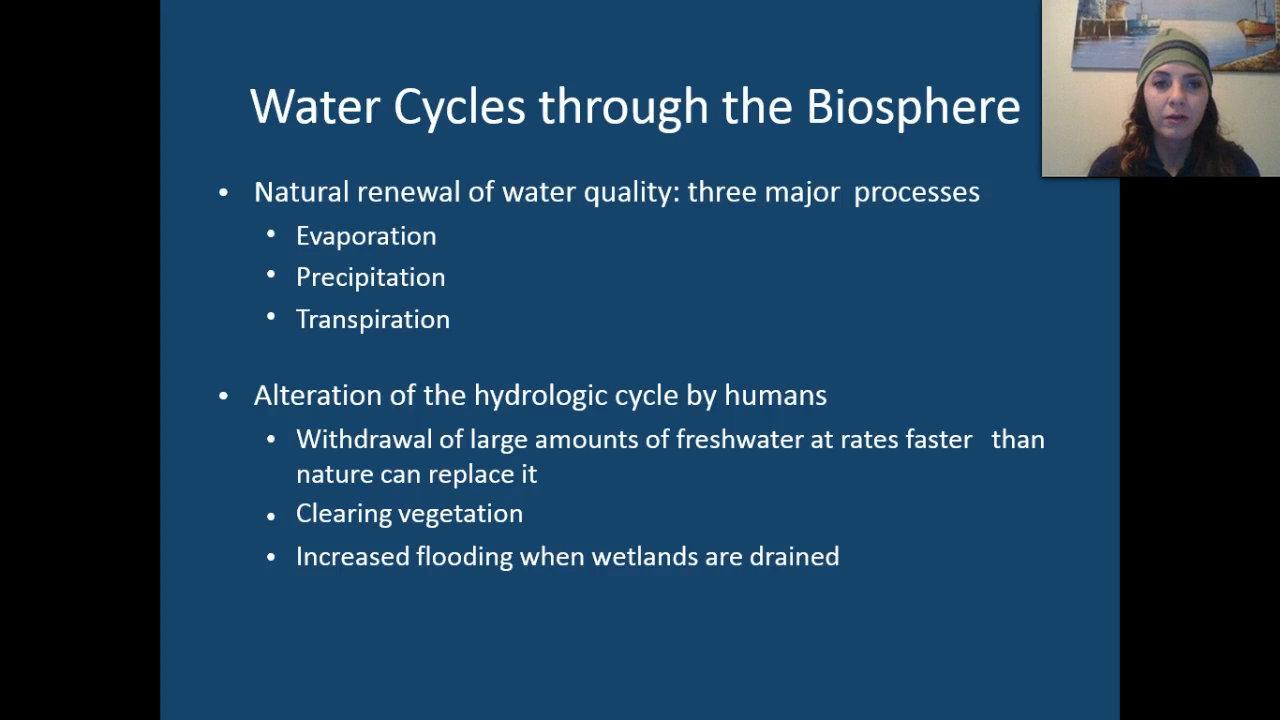 Water Cycles through the Biosphere
• Natural renewal of water quality: three major processes
• Evaporation
• Precipitation
• Transpiration
• Alteration of the hydrologic cycle by humans
• Withdrawal of large amounts of freshwater at rates faster than
nature can replace it
• Clearing vegetation
• Increased flooding when wetlands are drained